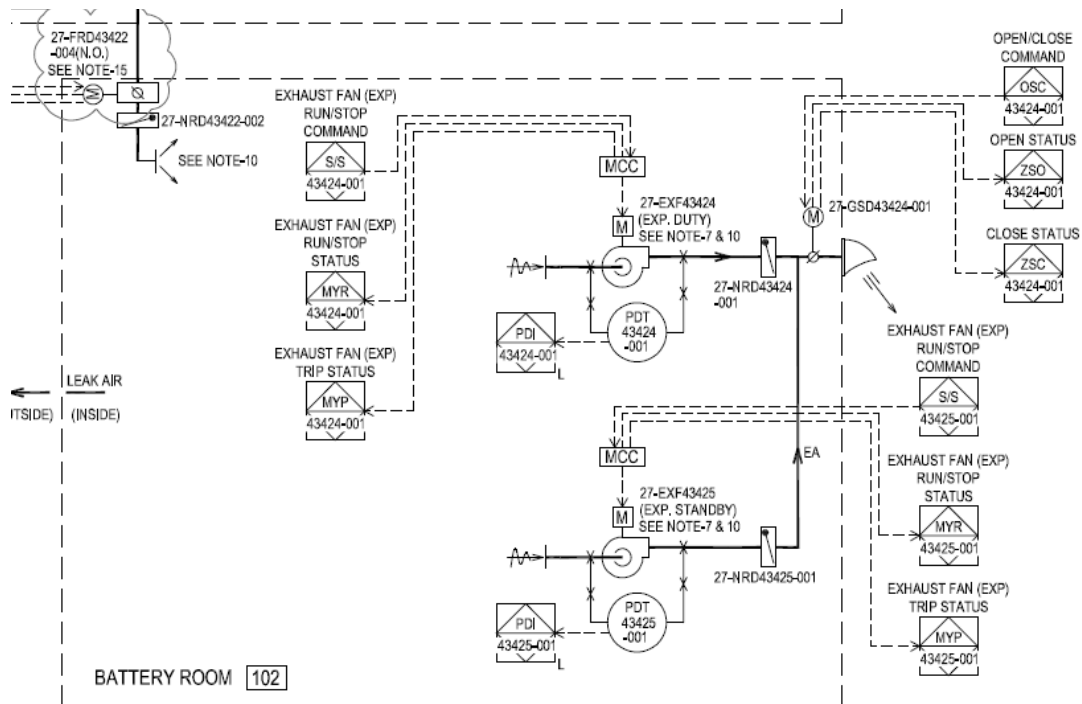 27-FRD43422
-004(N.O.)
SEE NOTE-15
M
27-NRD43422-002
SEE NOTE-10
EXHAUST FAN (EXP)
RUN/STOP
COMMAND
S/S
43424-001
EXHAUST FAN (EXP)
RUN/STOP
STATUS
MYR
43424-001
EXHAUST FAN (EXP)
TRIP STATUS
MYP
43424-001
LEAK AIR
UTSIDE)
(INSIDE)
MCC
M
27-EXF43424
(EXP. DUTY)
SEE NOTE-7 & 10
27-NRD43424
-001
PDT
43424
-001
PDI
43424-001
L
M
27-GSD43424-001
OPEN/CLOSE
COMMAND
OSC
43424-001
OPEN STATUS
ZSO
43424-001
CLOSE STATUS
ZSC
43424-001
EXHAUST FAN (EXP)
RUN/STOP
COMMAND
S/S
43425-001
EXHAUST FAN (EXP)
RUN/STOP
STATUS
MYR
43425-001
EXHAUST FAN (EXP)
TRIP STATUS
MYP
43425-001
MCC
M
27-EXF43425
(EXP. STANDBY)
SEE NOTE-7 & 10
EA
27-NRD43425-001
PDT
43425
-001
PDI
43425-001
L
BATTERY ROOM 102